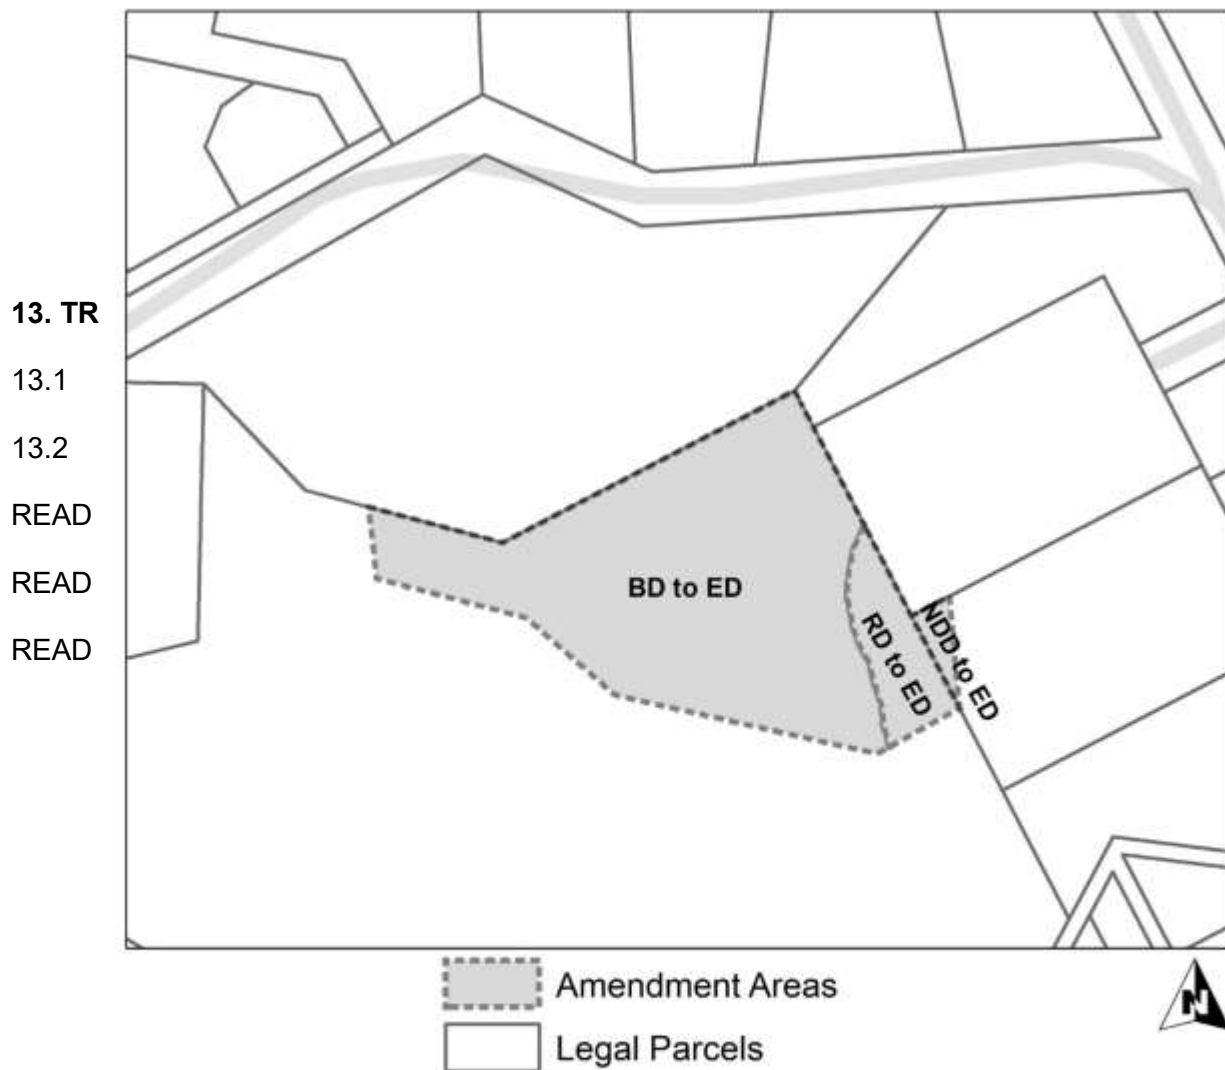 13. TR
13.1
13.2
READ
READ
READ
BD to ED
RD to ED
NDD to ED
Amendment Areas
Legal Parcels
N